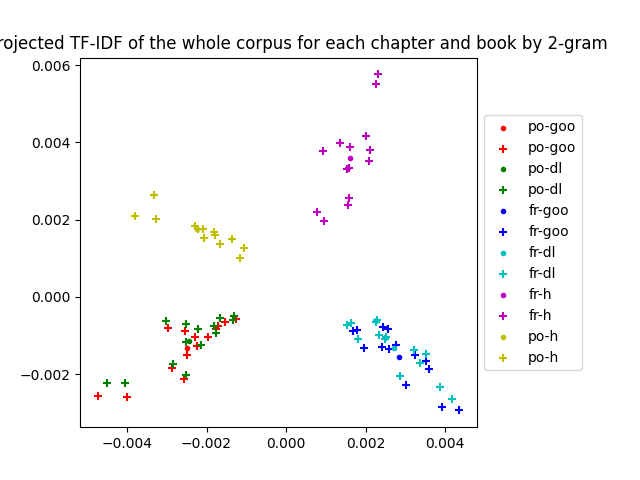 rojected TF-IDF of the whole corpus for each chapter and book by 2-gram
0.006
0.004
0.002
0.000
−0.002
−0.004
−0.002
0.000
0.002
0.004
po-goo
po-goo
po-dl
po-dl
fr-goo
fr-goo
fr-dl
fr-dl
fr-h
fr-h
po-h
po-h